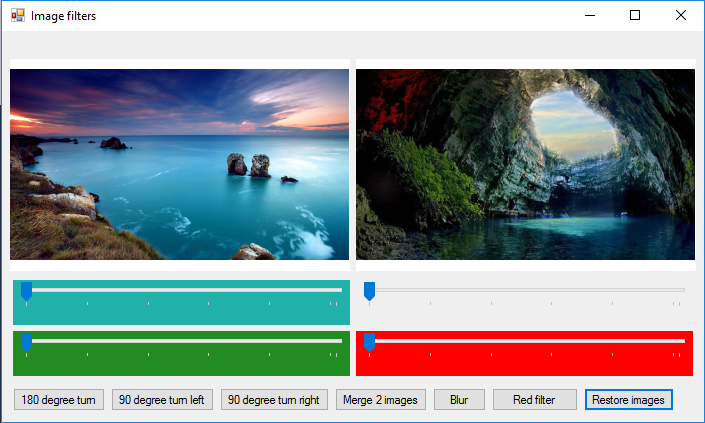 Image filters
180 degree turn
90 degree turn left
90 degree turn right
Merge 2 images
Blur
Red filter
Restore images